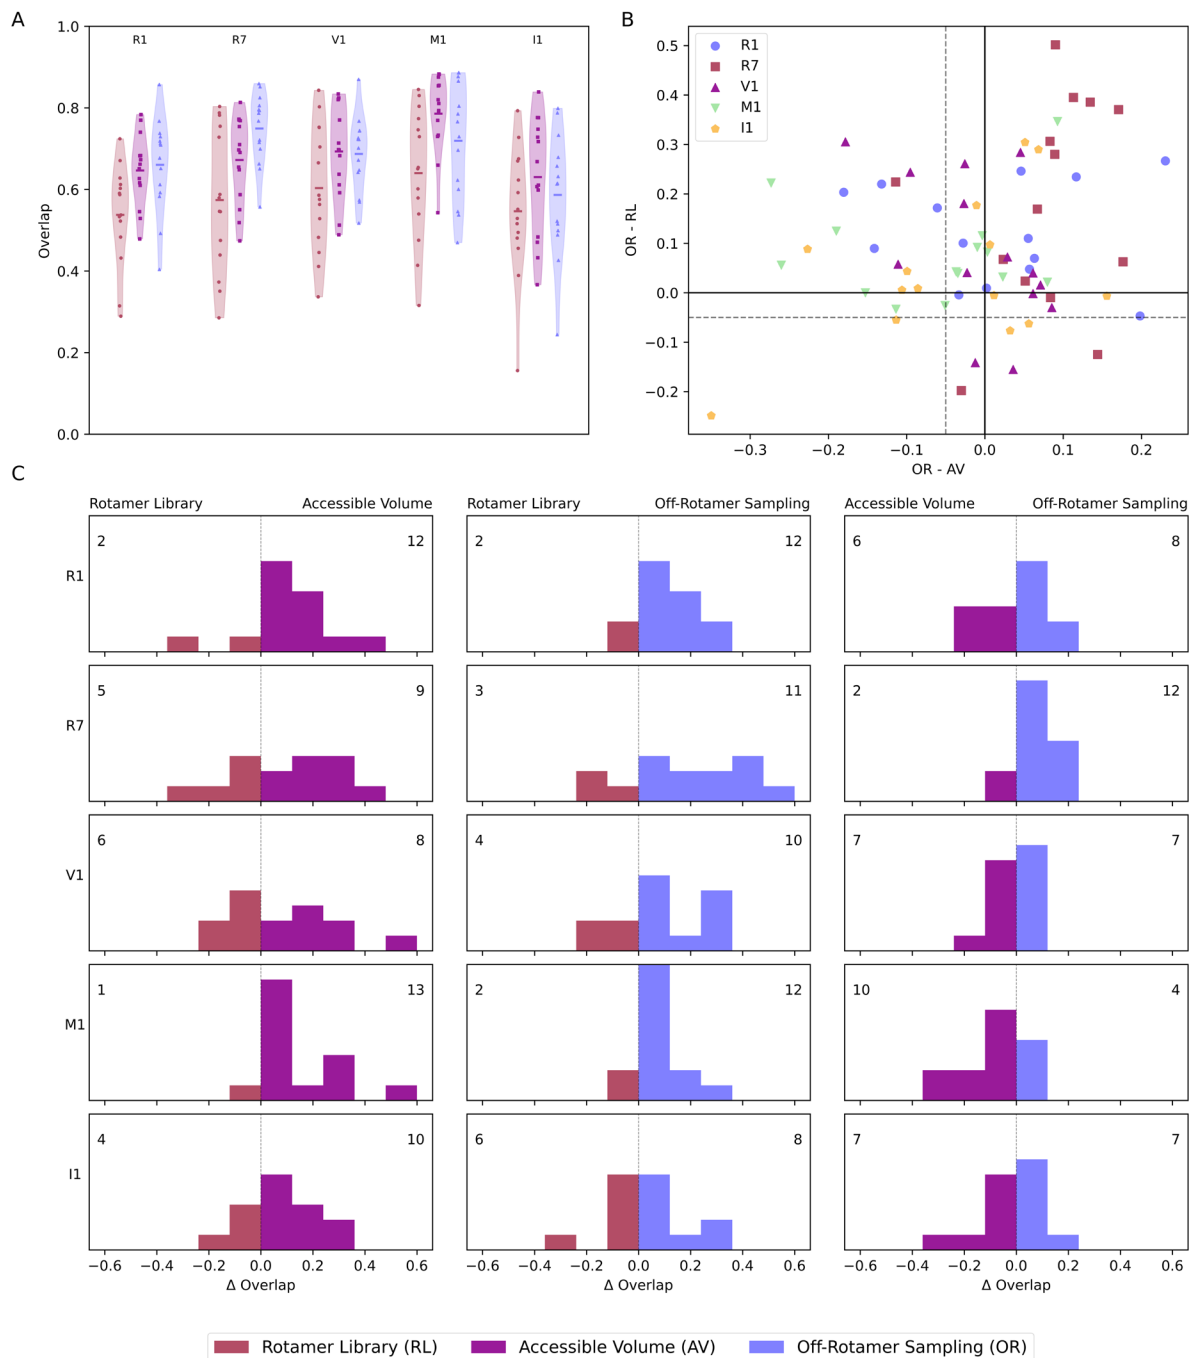 A
1.0
0.8
0.6
0.4
0.2
0.0
Overlap
R1
R7
V1
M1
I1
B
0.5
0.4
0.3
0.2
0.1
0.0
−0.1
−0.2
OR - RL
R1
R7
V1
M1
I1
−0.3
−0.2
−0.1
0.0
0.1
0.2
OR - AV
C
Rotamer Library Accessible Volume
Rotamer Library Off-Rotamer Sampling
Accessible Volume Off-Rotamer Sampling
R1
2 12
2 12
6 8
R7
5 9
3 11
2 12
V1
6 8
4 10
7 7
M1
1 13
2 12
10 4
I1
4 10
6 8
7 7
−0.6 −0.4 −0.2 0.0 0.2 0.4 0.6
Δ Overlap
−0.6 −0.4 −0.2 0.0 0.2 0.4 0.6
Δ Overlap
−0.6 −0.4 −0.2 0.0 0.2 0.4 0.6
Δ Overlap
Rotamer Library (RL) Accessible Volume (AV) Off-Rotamer Sampling (OR)